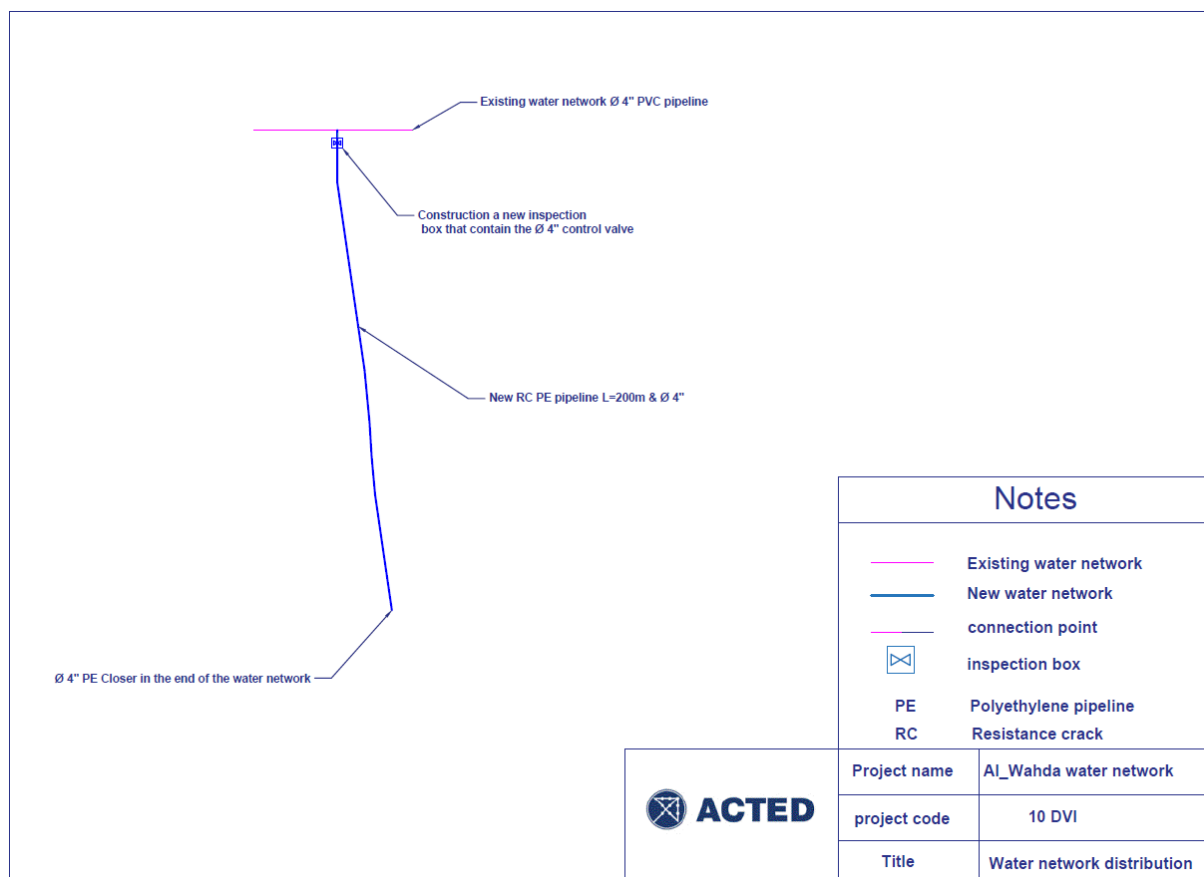 Existing water network Ø 4" PVC pipeline
Construction a new inspection
box that contain the Ø 4" control valve
New RC PE pipeline L=200m & Ø 4"
Ø 4" PE Closer in the end of the water network
Notes
Existing water network
New water network
connection point
inspection box
PE Polyethylene pipeline
RC Resistance crack
ACTED
Project name Al_Wahda water network
project code 10 DVI
Title Water network distribution